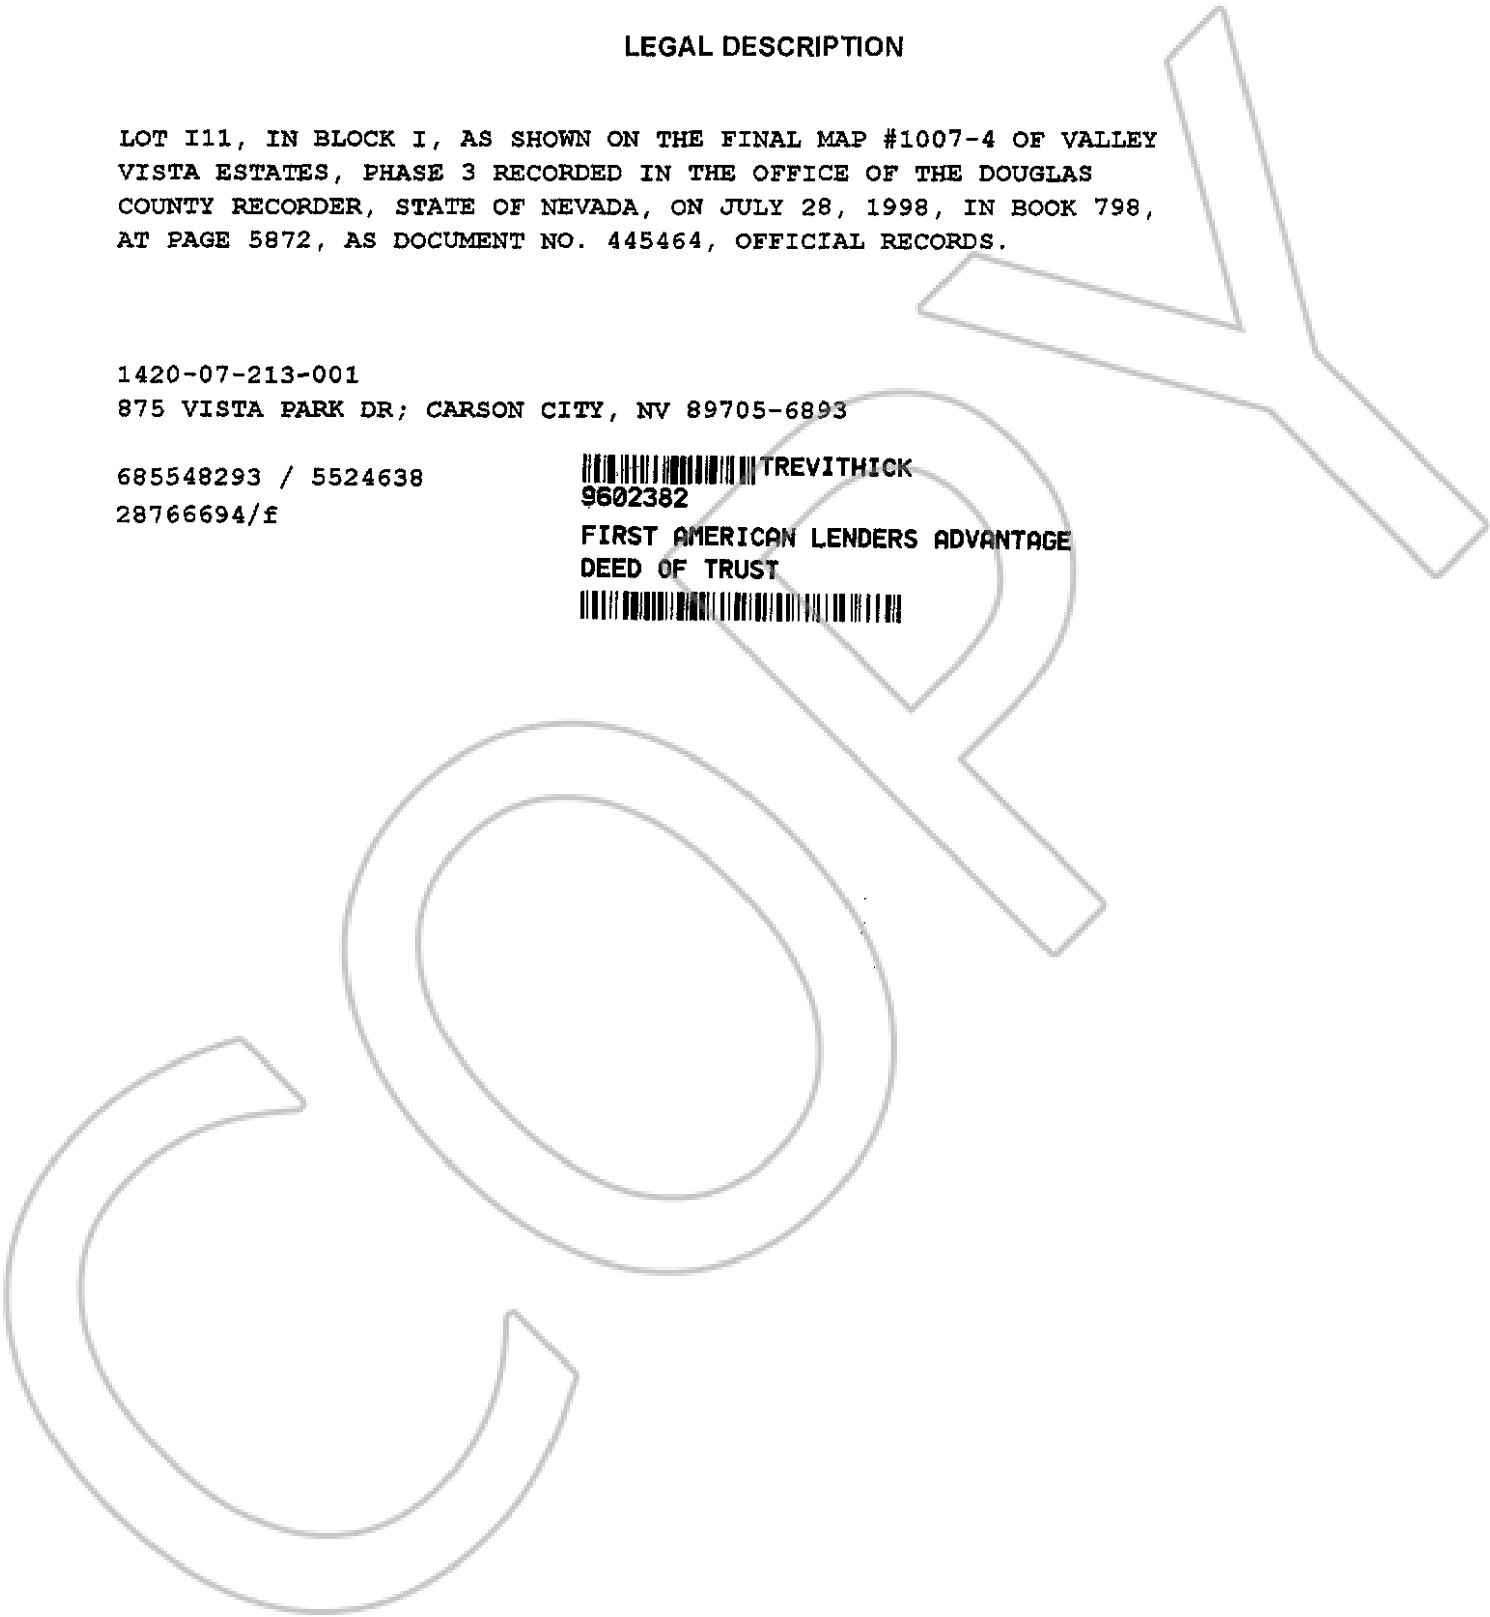 LEGAL DESCRIPTION
LOT I11, IN BLOCK I, AS SHOWN ON THE FINAL MAP #1007-4 OF VALLEY
VISTA ESTATES, PHASE 3 RECORDED IN THE OFFICE OF THE DOUGLAS
COUNTY RECORDER, STATE OF NEVADA, ON JULY 28, 1998, IN BOOK 798,
AT PAGE 5872, AS DOCUMENT NO. 445464, OFFICIAL RECORDS.
1420-07-213-001
875 VISTA PARK DR; CARSON CITY, NV 89705-6893
685548293 / 5524638
28766694/f
TREVITHICK
9602382
FIRST AMERICAN LENDERS ADVANTAGE
DEED OF TRUST
COPY